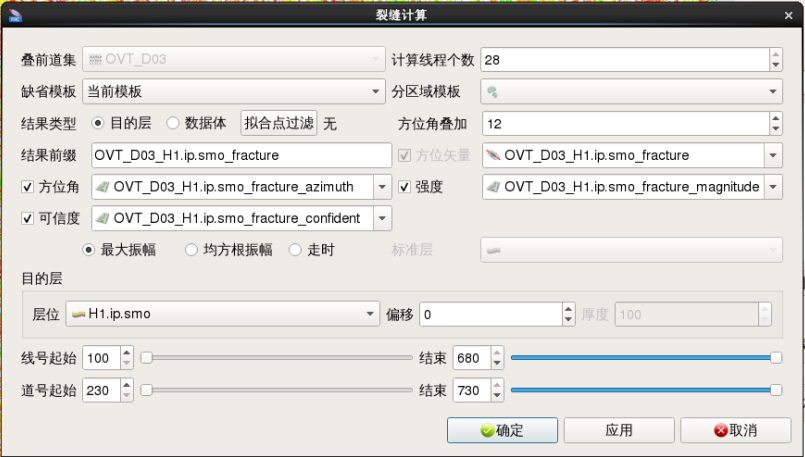 裂缝计算
叠前道集 OVT_D03 计算线程个数 28
缺省模板 当前模板 分区域模板
结果类型 目的层 数据体 拟合点过滤 无 方位角叠加 12
结果前缀 OVT_D03_H1.ip.smo_fracture 方位矢量 OVT_D03_H1.ip.smo_fracture
方位角 OVT_D03_H1.ip.smo_fracture_azimuth 强度 OVT_D03_H1.ip.smo_fracture_magnitude
可信度 OVT_D03_H1.ip.smo_fracture_confident
最大振幅 均方根振幅 走时 标准层
目的层
层位 H1.ip.smo 偏移 0 厚度 100
线号起始 100 结束 680
道号起始 230 结束 730
确定 应用 取消